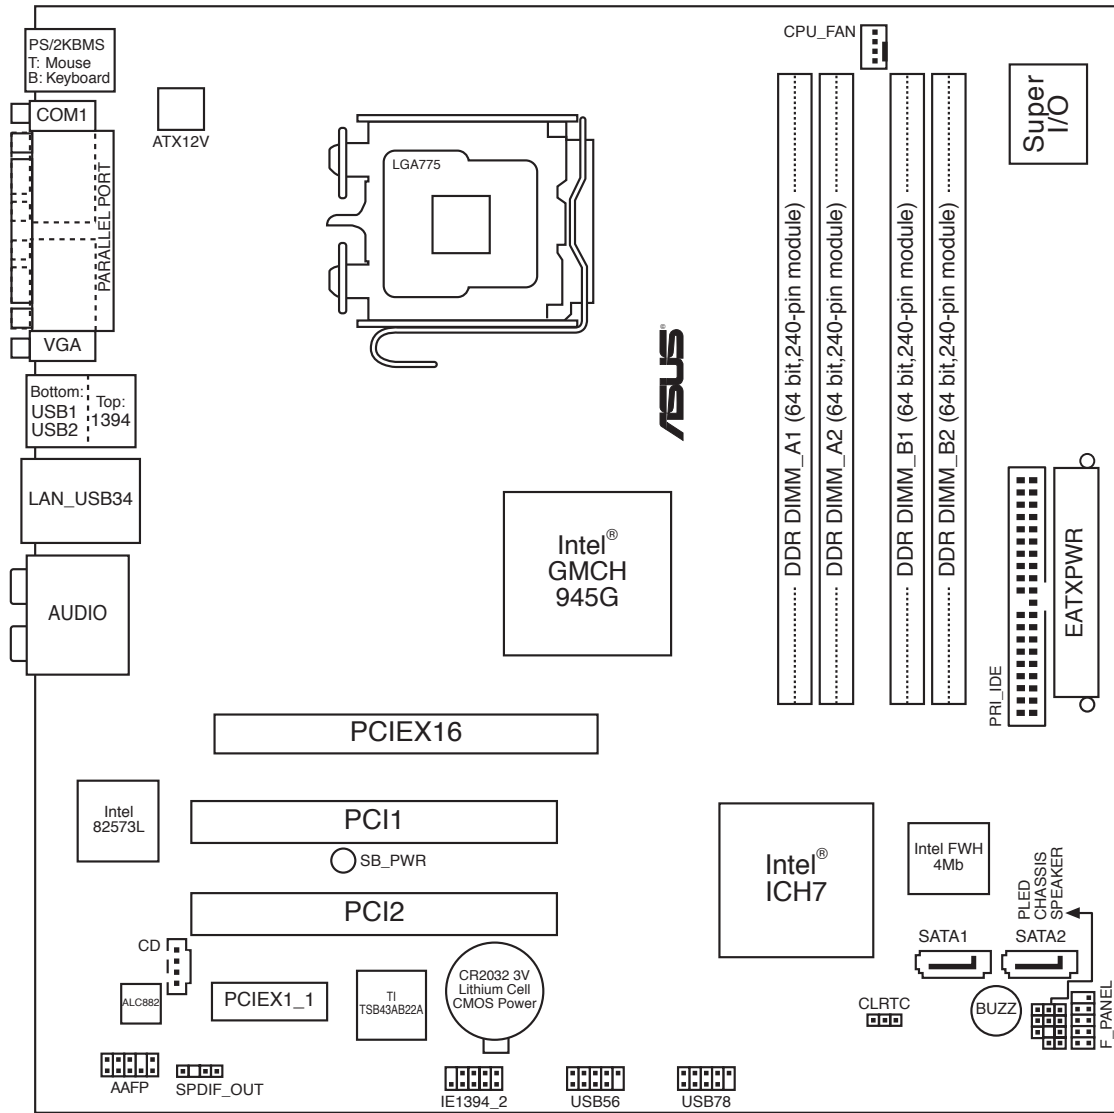 PS/2KBMS
T: Mouse
B: Keyboard
CPU_FAN
Super
I/O
COM1
ATX12V
LGA775
PARALLEL PORT
VGA
Bottom:
USB1
USB2
Top:
1394
ASUS®
LAN_USB34
AUDIO
Intel®
GMCH
945G
DDR DIMM_A1 (64 bit,240-pin module)
DDR DIMM_A2 (64 bit,240-pin module)
DDR DIMM_B1 (64 bit,240-pin module)
DDR DIMM_B2 (64 bit,240-pin module)
PRI_IDE
EATXPWR
PCIEX16
Intel
82573L
PCI1
SB_PWR
PCI2
Intel®
ICH7
Intel FWH
4Mb
PLED
CHASSIS
SPEAKER
SATA1
SATA2
CD
ALC882
PCIEX1_1
TI
TSB43AB22A
CR2032 3V
Lithium Cell
CMOS Power
CLRTC
BUZZ
F_PANEL
AAFP
SPDIF_OUT
IE1394_2
USB56
USB78